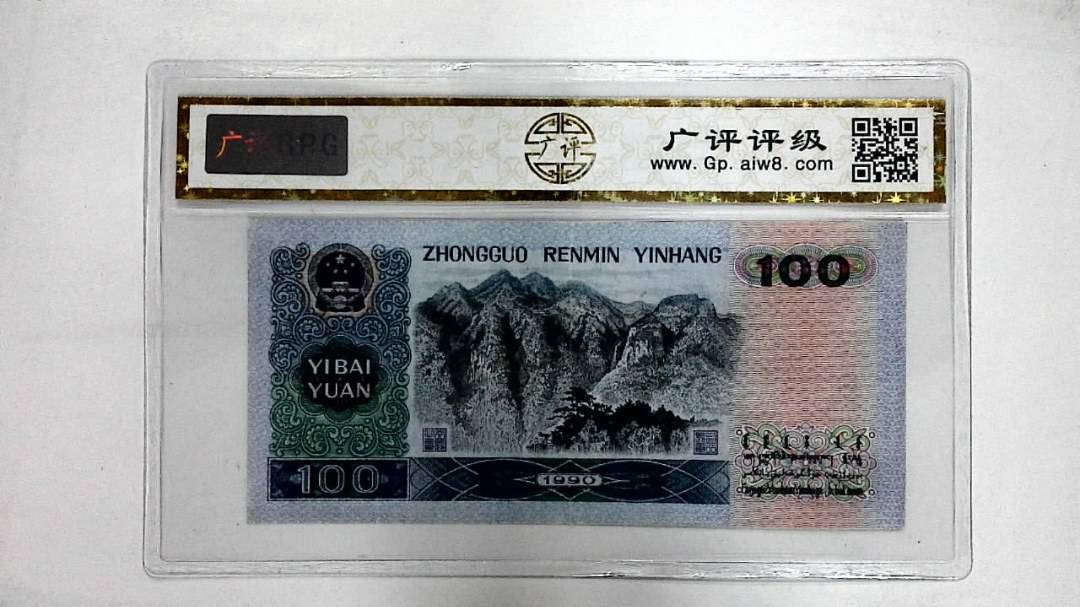 广评 GPG
广评
广评评级
www.Gp.aiw8.com
ZHONGGUO RENMIN YINHANG
100
YIBAI
YUAN
100
1990